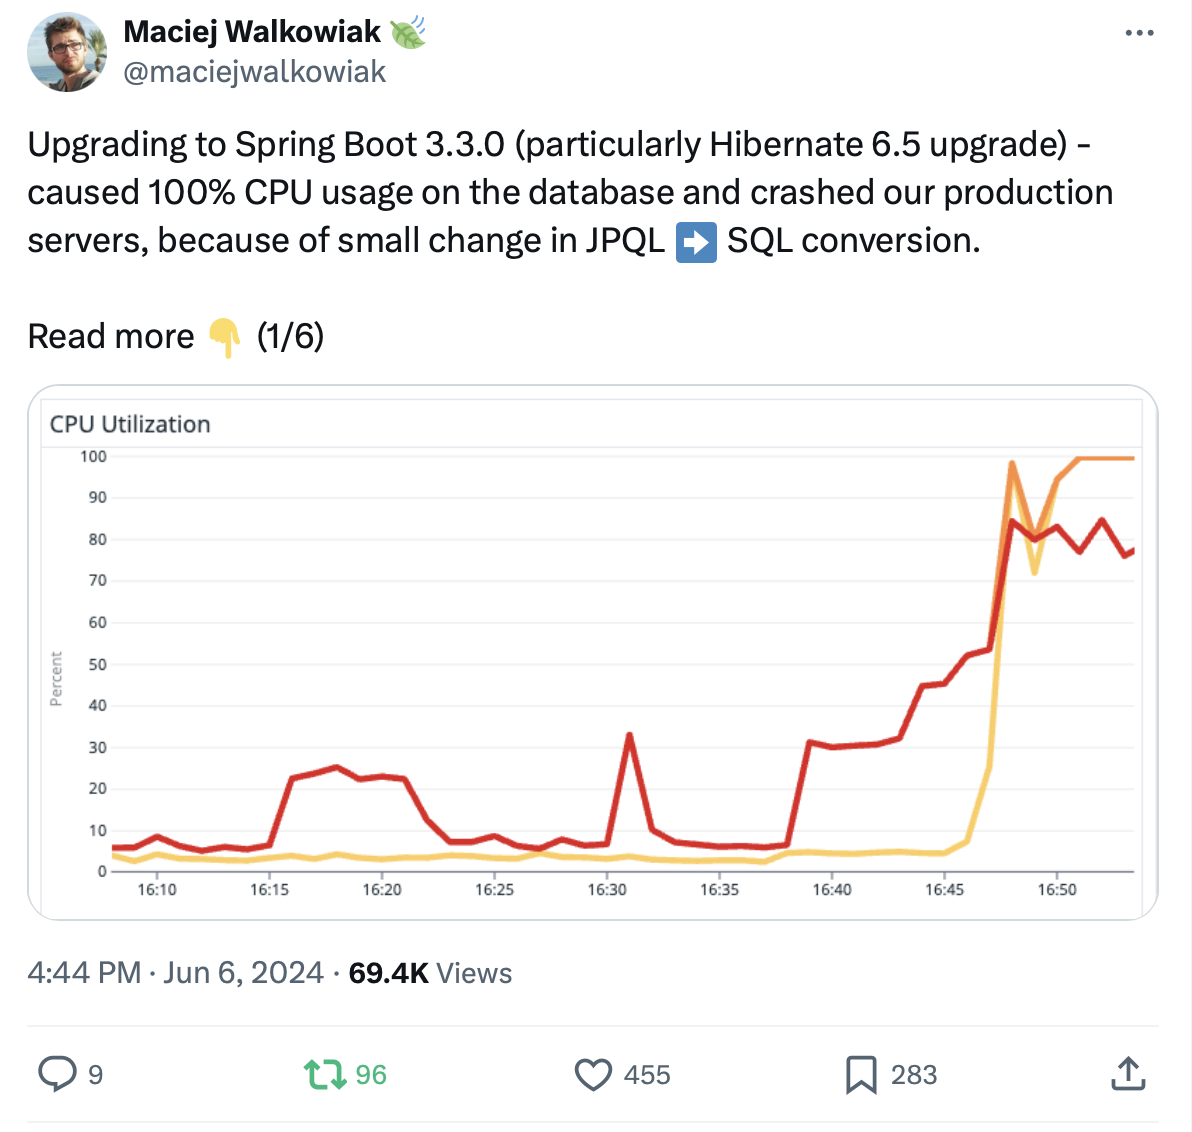 Maciej Walkowiak 🍃
@maciejwalkowiak
Upgrading to Spring Boot 3.3.0 (particularly Hibernate 6.5 upgrade) -
caused 100% CPU usage on the database and crashed our production
servers, because of small change in JPQL ➡️ SQL conversion.
Read more 👇 (1/6)
CPU Utilization
100
90
80
70
60
50
40
30
20
10
0
Percent
16:10 16:15 16:20 16:25 16:30 16:35 16:40 16:45 16:50
4:44 PM · Jun 6, 2024 · 69.4K Views
9 96 455 283